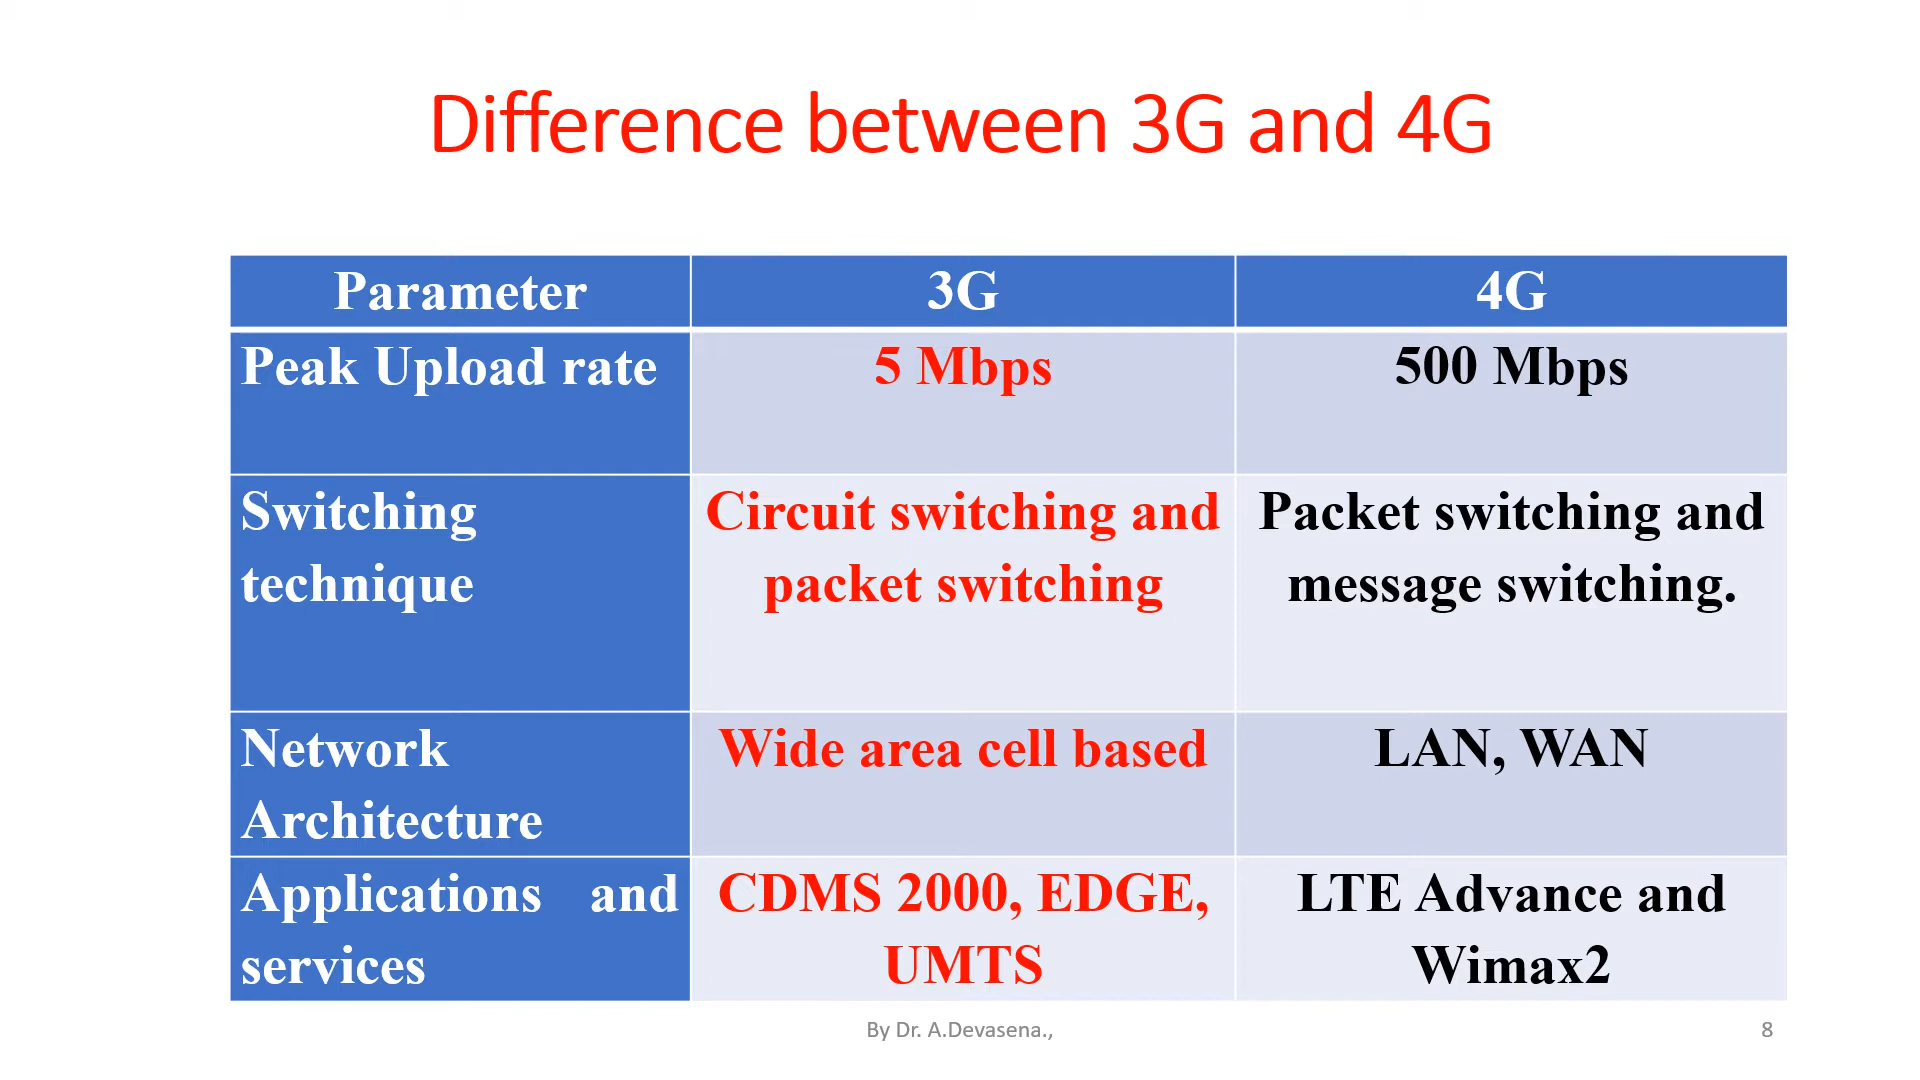 Difference between 3G and 4G
Parameter 3G 4G
Peak Upload rate 5 Mbps 500 Mbps
Switching technique Circuit switching and packet switching Packet switching and message switching.
Network Architecture Wide area cell based LAN, WAN
Applications and services CDMS 2000, EDGE, UMTS LTE Advance and Wimax2
By Dr. A.Devasena., 8